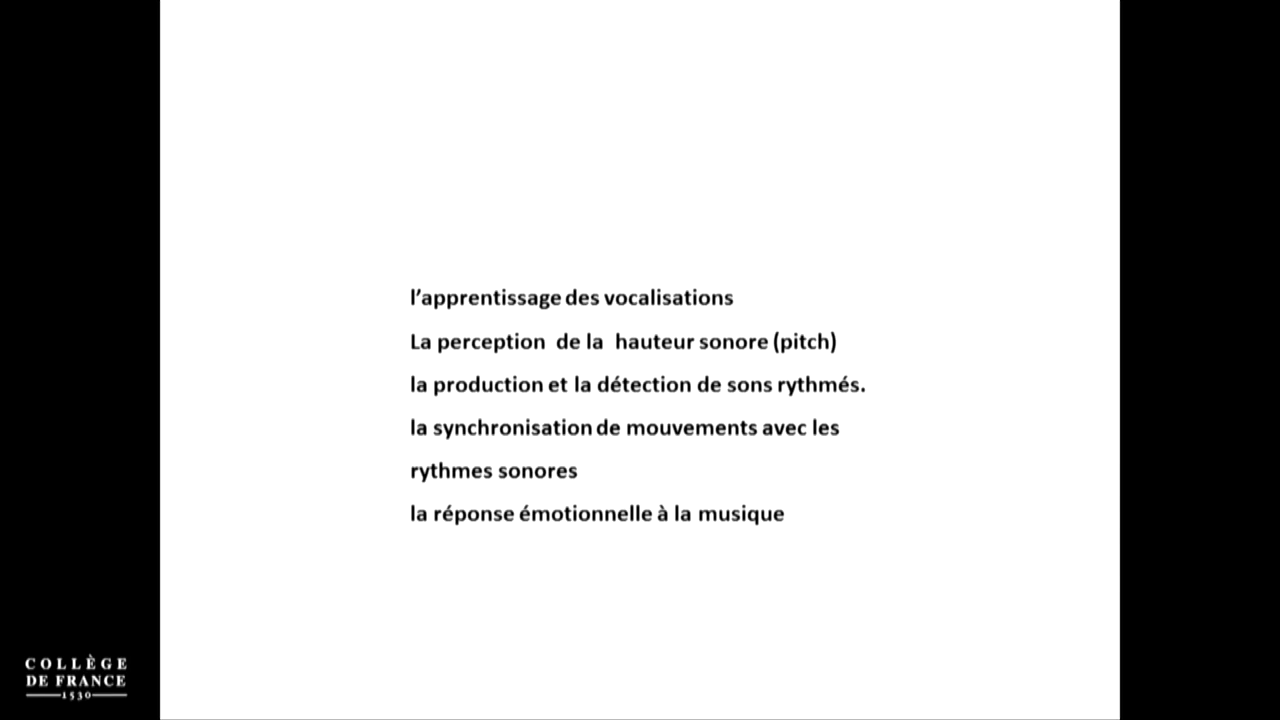 l’apprentissage des vocalisations
La perception de la hauteur sonore (pitch)
la production et la détection de sons rythmés.
la synchronisation de mouvements avec les
rythmes sonores
la réponse émotionnelle à la musique
COLLÈGE
DE FRANCE
1530